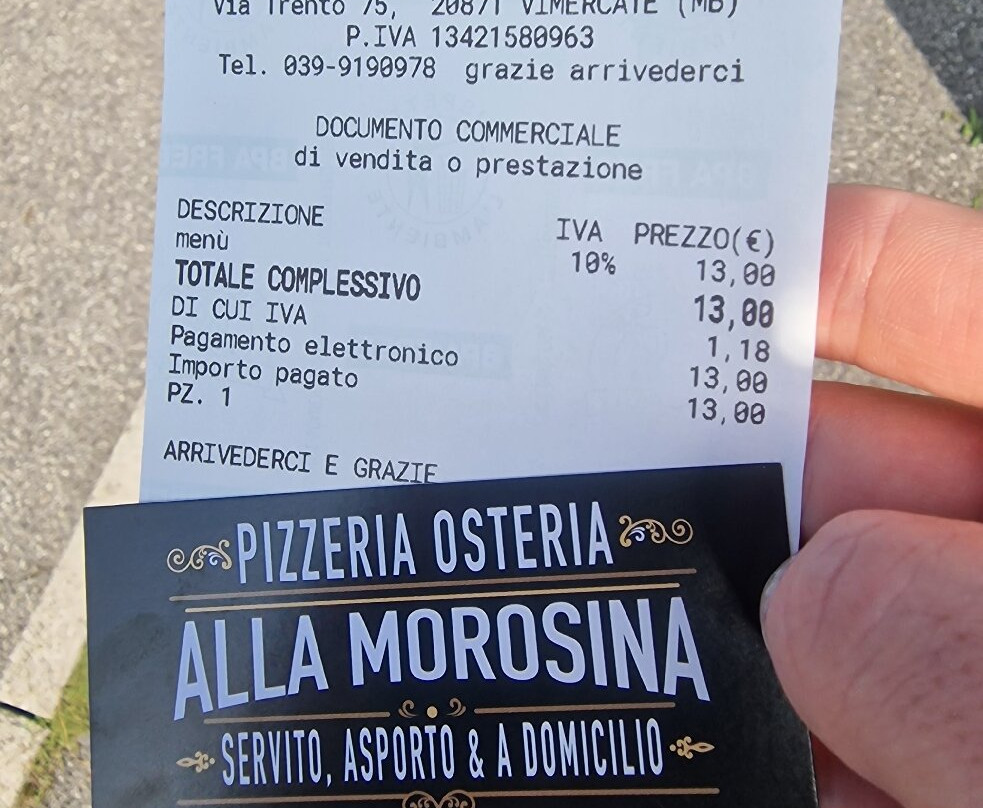 Via Trento 75, 20871 VIMERCATE (MB)
P.IVA 13421580963
Tel. 039-9190978 grazie arrivederci
DOCUMENTO COMMERCIALE
di vendita o prestazione
DESCRIZIONE IVA PREZZO(€)
menù 10% 13,00
TOTALE COMPLESSIVO 13,00
DI CUI IVA 1,18
Pagamento elettronico 13,00
Importo pagato 13,00
PZ. 1
ARRIVEDERCI E GRAZIE
PIZZERIA OSTERIA
ALLA MOROSINA
SERVITO, ASPORTO & A DOMICILIO